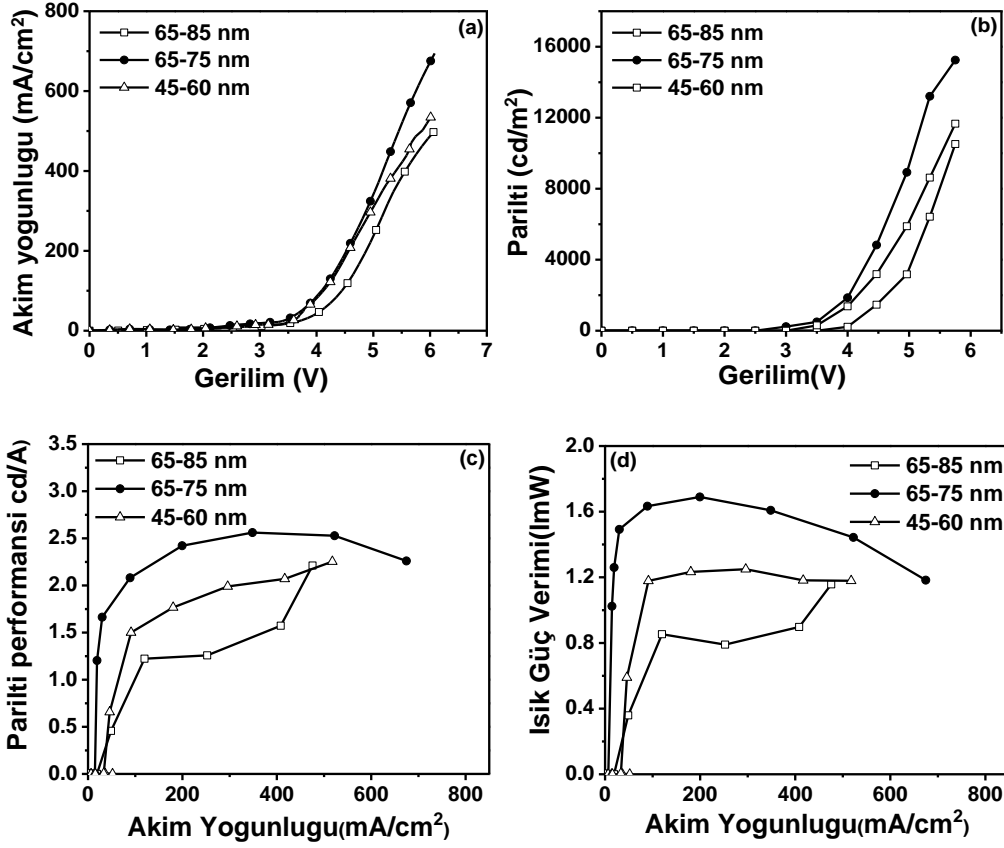 (a)
65-85 nm
65-75 nm
45-60 nm
Akim yogunlugu (mA/cm²)
800
600
400
200
0
0 1 2 3 4 5 6 7
Gerilim (V)
(b)
65-85 nm
65-75 nm
45-60 nm
Parilti (cd/m²)
16000
12000
8000
4000
0
0 1 2 3 4 5 6
Gerilim(V)
(c)
65-85 nm
65-75 nm
45-60 nm
Parilti performansi cd/A)
3.5
3.0
2.5
2.0
1.5
1.0
0.5
0.0
0 200 400 600 800
Akim Yogunlugu(mA/cm²)
(d)
65-85 nm
65-75 nm
45-60 nm
Isik Güç Verimi(lmW)
2.0
1.6
1.2
0.8
0.4
0.0
0 200 400 600 800
Akim Yogunlugu(mA/cm²)